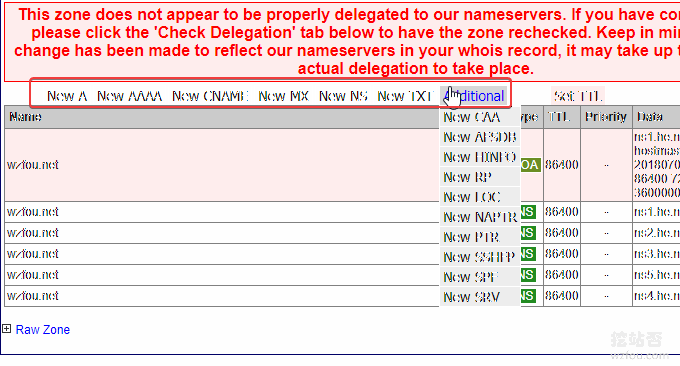 This zone does not appear to be properly delegated to our nameservers. If you have con
please click the 'Check Delegation' tab below to have the zone rechecked. Keep in min
change has been made to reflect our nameservers in your whois record, it may take up t
actual delegation to take place.
New A New AAAA New CNAME New MX New NS New TXT Additional Set TTL
Name ype TTL Priority Data
New CAA
New AFSDB
New HINFO
New RP
New LOC
New NAPTR
New PTR
New SSHFP
New SPF
New SRV
ns1.he.n
hostmas
wzfou.net OA 86400 - 2018070
86400 72
3600000
wzfou.net NS 86400 - ns1.he.n
wzfou.net NS 86400 - ns2.he.n
wzfou.net NS 86400 - ns3.he.n
wzfou.net NS 86400 - ns5.he.n
wzfou.net NS 86400 - ns4.he.n
Raw Zone
挖站否
wzfou.com